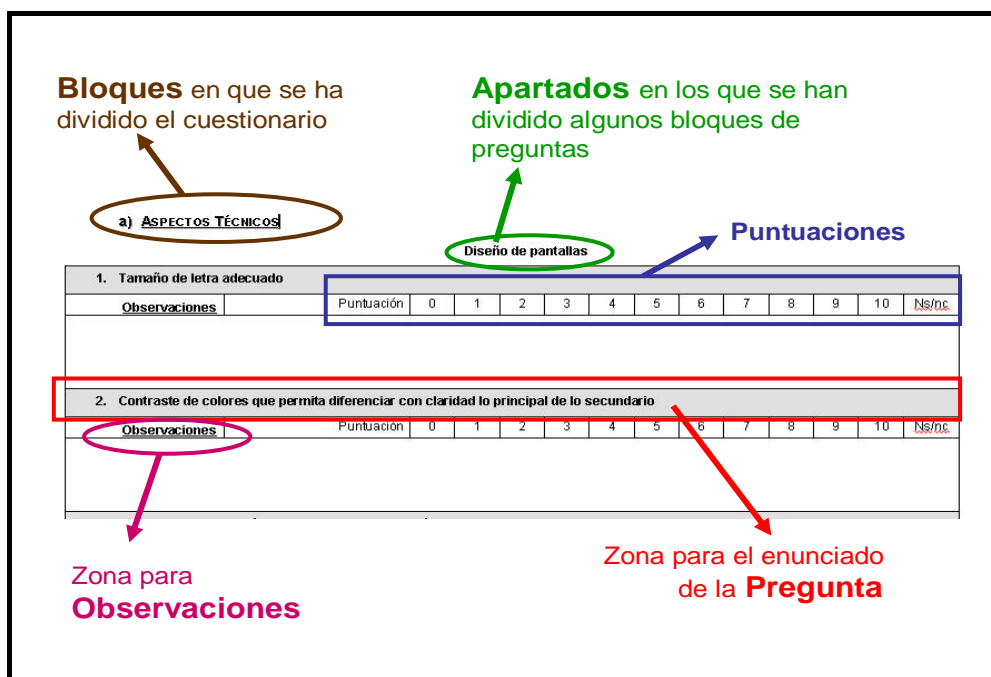 Bloques en que se ha
dividido el cuestionario
Apartados en los que se han
dividido algunos bloques de
preguntas
a) ASPECTOS TÉCNICOS
Puntuaciones
Diseño de pantallas
1. Tamaño de letra adecuado
Observaciones Puntuación 0 1 2 3 4 5 6 7 8 9 10 Ns/nc
2. Contraste de colores que permita diferenciar con claridad lo principal de lo secundario
Observaciones Puntuación 0 1 2 3 4 5 6 7 8 9 10 Ns/nc
Zona para
Observaciones
Zona para el enunciado
de la Pregunta